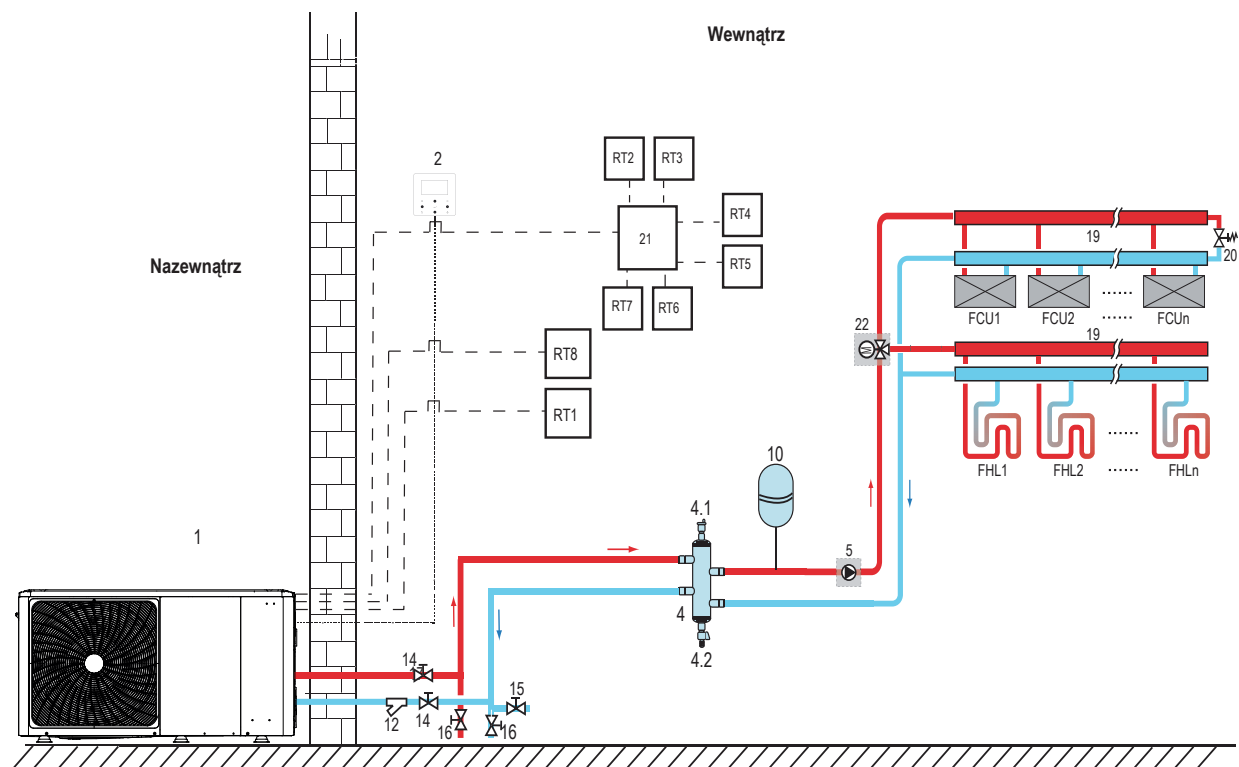 Wewnątrz
Nazewnątrz
2
RT2
RT3
RT4
21
RT5
RT7
RT6
RT8
RT1
19
20
FCU1
FCU2
......
......
FCUn
22
19
FHL1
FHL2
......
......
FHLn
10
4.1
5
4
4.2
1
14
12
14
15
16
16